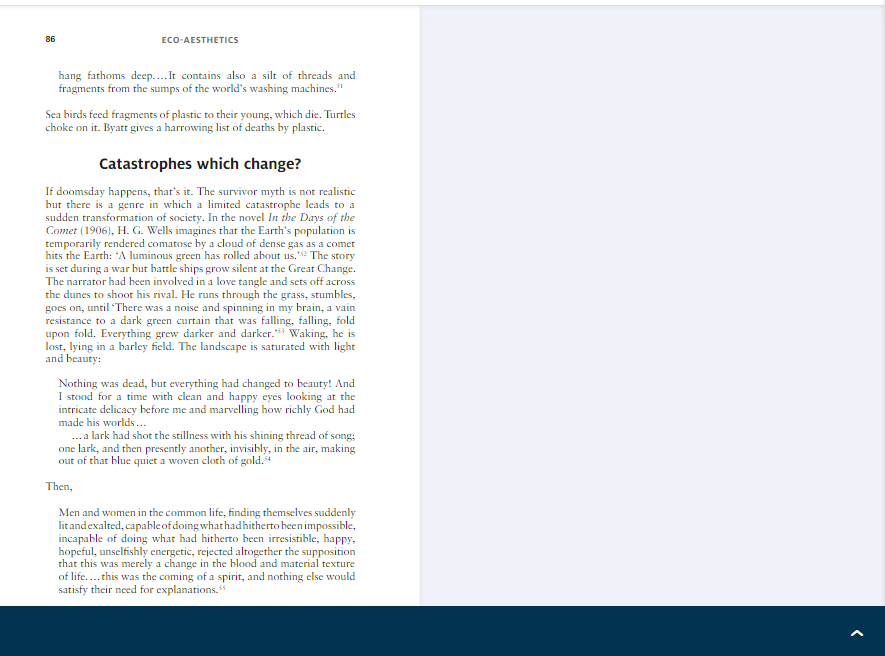 86
ECO-AESTHETICS
hang fathoms deep.... It contains also a silt of threads and
fragments from the sumps of the world's washing machines.'51
Sea birds feed fragments of plastic to their young, which die. Turtles
choke on it. Byatt gives a harrowing list of deaths by plastic.
Catastrophes which change?
If doomsday happens, that's it. The survivor myth is not realistic
but there is a genre in which a limited catastrophe leads to a
sudden transformation of society. In the novel In the Days of the
Comet (1906), H. G. Wells imagines that the Earth's population is
temporarily rendered comatose by a cloud of dense gas as a comet
hits the Earth: 'A luminous green has rolled about us.'52 The story
is set during a war but battle ships grow silent at the Great Change.
The narrator had been involved in a love tangle and sets off across
the dunes to shoot his rival. He runs through the grass, stumbles,
goes on, until 'There was a noise and spinning in my brain, a vain
resistance to a dark green curtain that was falling, falling, fold
upon fold. Everything grew darker and darker.'53 Waking, he is
lost, lying in a barley field. The landscape is saturated with light
and beauty:
Nothing was dead, but everything had changed to beauty! And
I stood for a time with clean and happy eyes looking at the
intricate delicacy before me and marvelling how richly God had
made his worlds ...
... a lark had shot the stillness with his shining thread of song;
one lark, and then presently another, invisibly, in the air, making
out of that blue quiet a woven cloth of gold.54
Then,
Men and women in the common life, finding themselves suddenly
lit and exalted, capable of doing what had hitherto been impossible,
incapable of doing what had hitherto been irresistible, happy,
hopeful, unselfishly energetic, rejected altogether the supposition
that this was merely a change in the blood and material texture
of life. ... this was the coming of a spirit, and nothing else would
satisfy their need for explanations.55